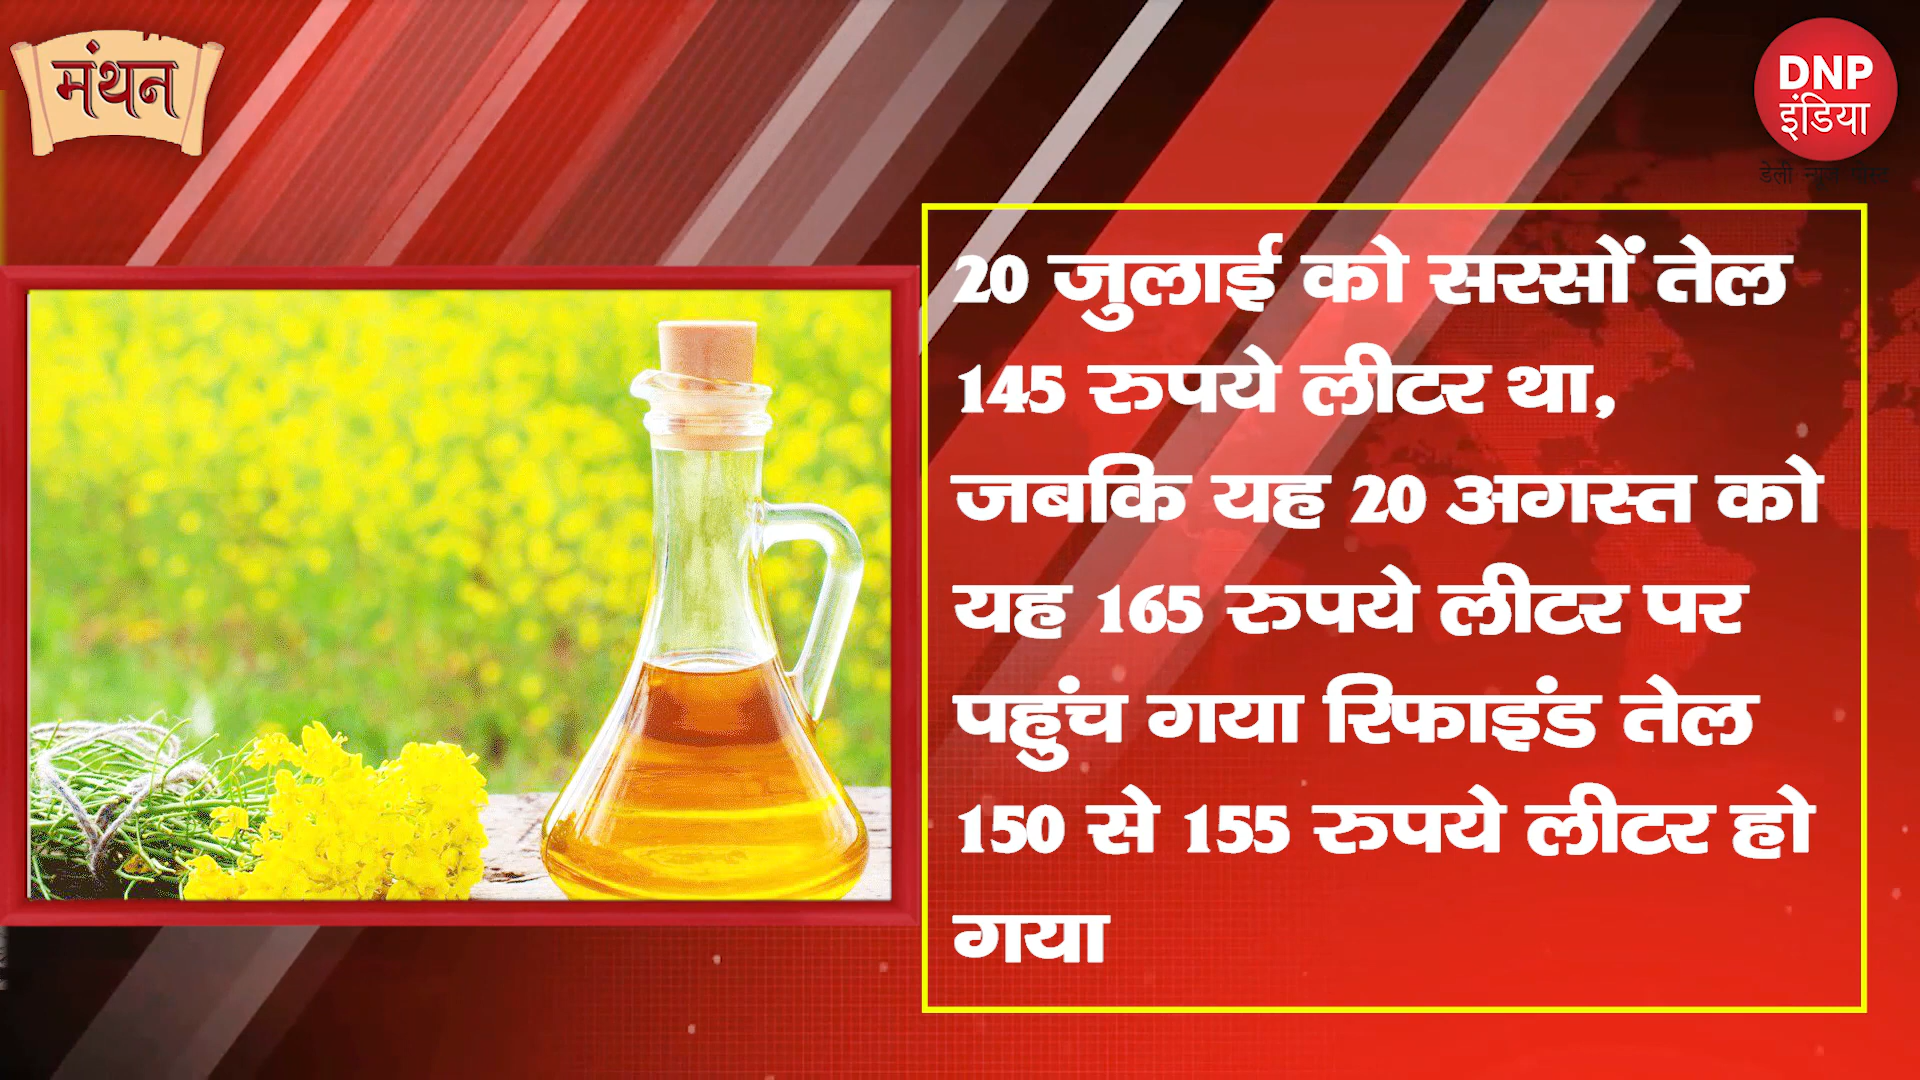 मंथन
DNP
इंडिया
डेली न्यूज़
20 जुलाई को सरसों तेल
145 रुपये लीटर था,
जबकि यह 20 अगस्त को
यह 165 रुपये लीटर पर
पहुंच गया रिफाइंड तेल
150 से 155 रुपये लीटर हो
गया